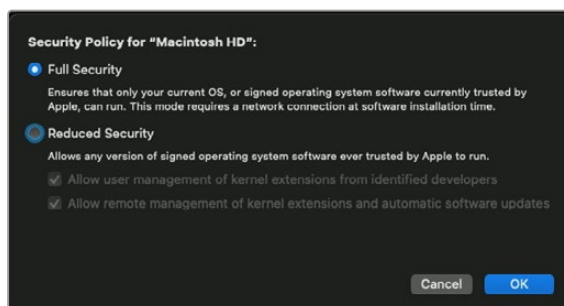 Security Policy for “Macintosh HD”:
Full Security
Ensures that only your current OS, or signed operating system software currently trusted by
Apple, can run. This mode requires a network connection at software installation time.
Reduced Security
Allows any version of signed operating system software ever trusted by Apple to run.
Allow user management of kernel extensions from identified developers
Allow remote management of kernel extensions and automatic software updates
Cancel
OK